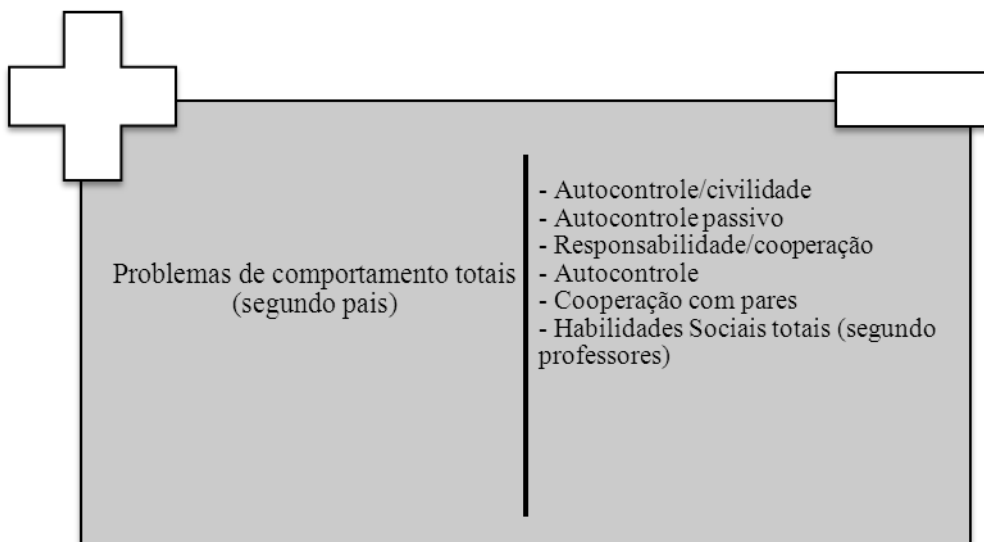 Problemas de comportamento totais
(segundo pais)
- Autocontrole/civilidade
- Autocontrole passivo
- Responsabilidade/cooperação
- Autocontrole
- Cooperação com pares
- Habilidades Sociais totais (segundo
professores)